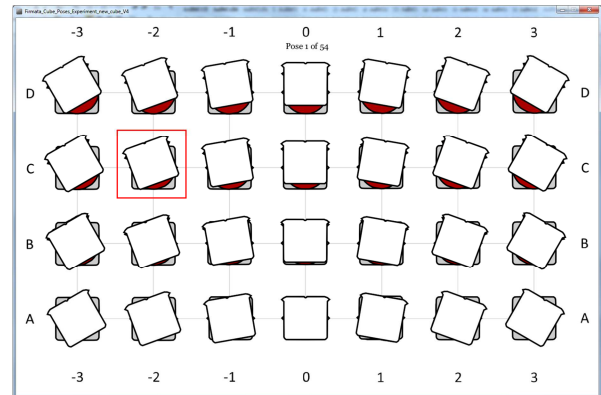 Firmata_Cube_Poses_Experiment_new_cube_V4
-3 -2 -1 0 1 2 3
Pose 1 of 54
D D
C C
B B
A A
-3 -2 -1 0 1 2 3